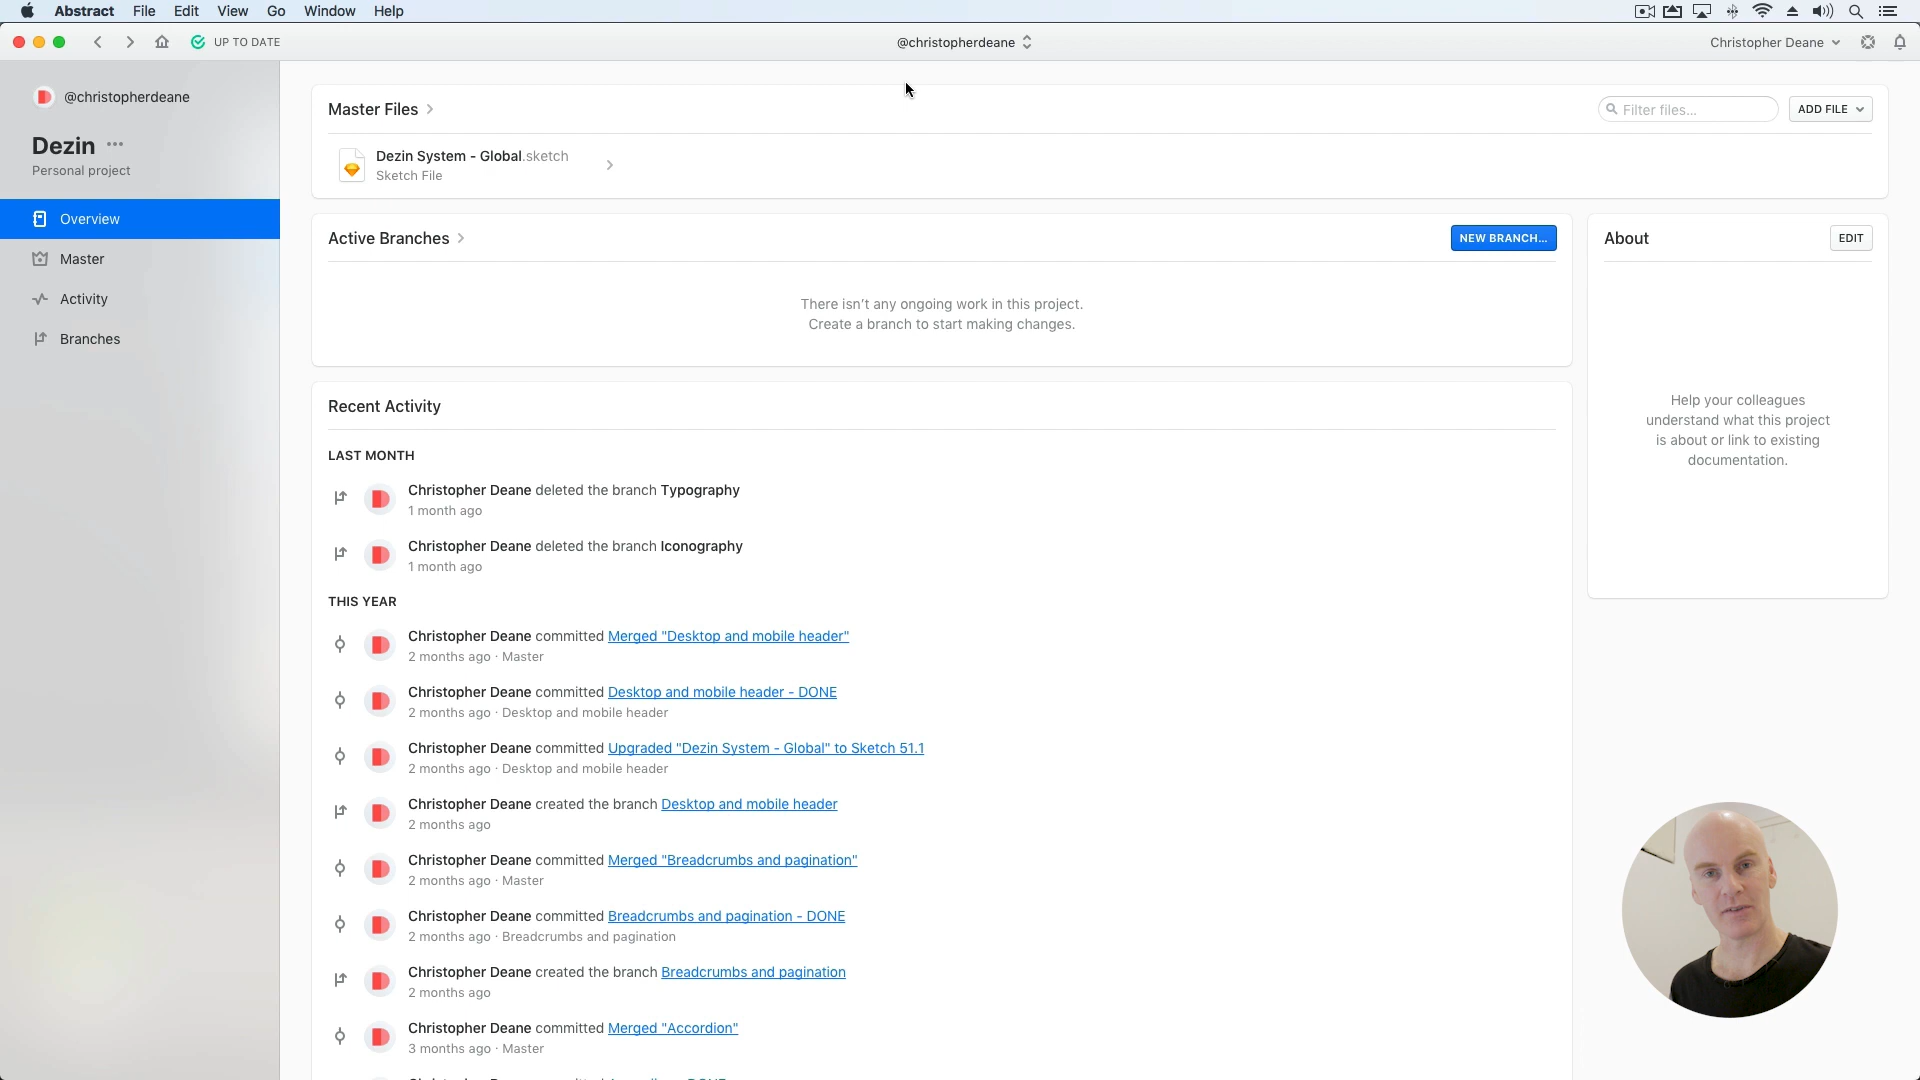 Abstract File Edit View Go Window Help
UP TO DATE
@christopherdeane
Christopher Deane
@christopherdeane
Dezin
Personal project
Overview
Master
Activity
Branches
Master Files
Filter files...
ADD FILE
Dezin System - Global.sketch
Sketch File
Active Branches
NEW BRANCH...
There isn't any ongoing work in this project.
Create a branch to start making changes.
About
EDIT
Help your colleagues
understand what this project
is about or link to existing
documentation.
Recent Activity
LAST MONTH
Christopher Deane deleted the branch Typography
1 month ago
Christopher Deane deleted the branch Iconography
1 month ago
THIS YEAR
Christopher Deane committed Merged "Desktop and mobile header"
2 months ago · Master
Christopher Deane committed Desktop and mobile header - DONE
2 months ago · Desktop and mobile header
Christopher Deane committed Upgraded "Dezin System - Global" to Sketch 51.1
2 months ago · Desktop and mobile header
Christopher Deane created the branch Desktop and mobile header
2 months ago
Christopher Deane committed Merged "Breadcrumbs and pagination"
2 months ago · Master
Christopher Deane committed Breadcrumbs and pagination - DONE
2 months ago · Breadcrumbs and pagination
Christopher Deane created the branch Breadcrumbs and pagination
2 months ago
Christopher Deane committed Merged "Accordion"
3 months ago · Master